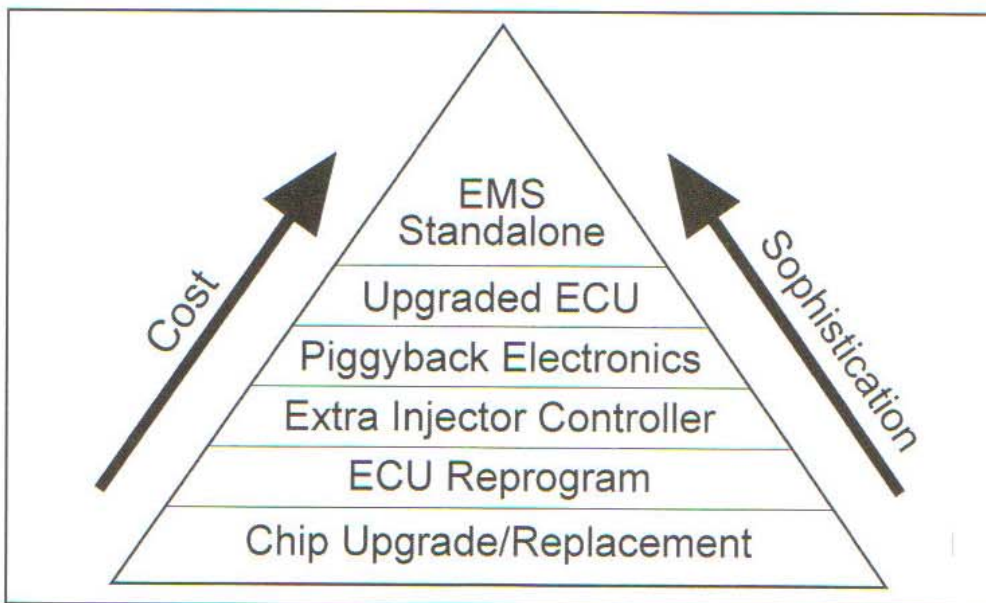 EMS
Standalone
Cost
Sophistication
Upgraded ECU
Piggyback Electronics
Extra Injector Controller
ECU Reprogram
Chip Upgrade/Replacement